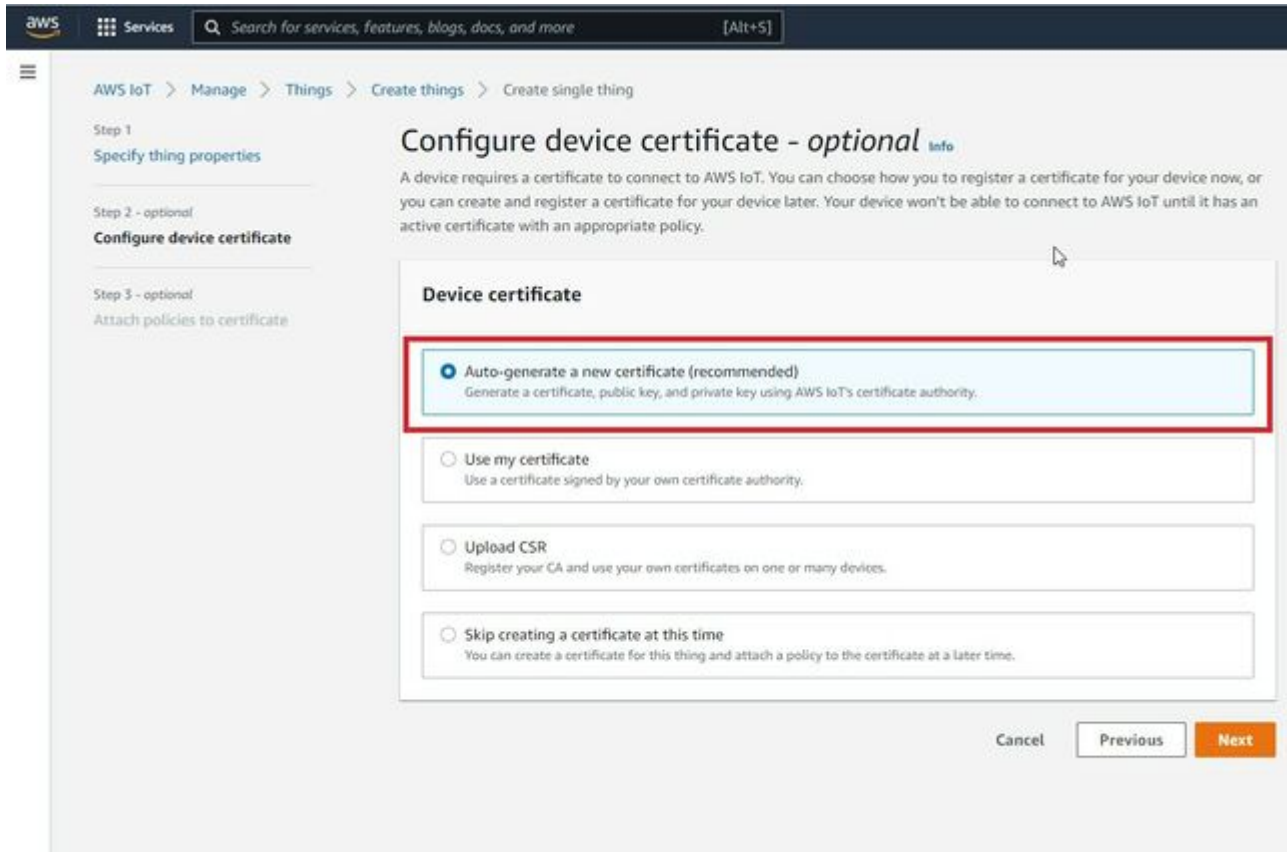 aws
Services
Search for services, features, blogs, docs, and more
[Alt+S]
AWS IoT > Manage > Things > Create things > Create single thing
Step 1
Specify thing properties
Step 2 - optional
Configure device certificate
Step 3 - optional
Attach policies to certificate
Configure device certificate - optional Info
A device requires a certificate to connect to AWS IoT. You can choose how you to register a certificate for your device now, or
you can create and register a certificate for your device later. Your device won't be able to connect to AWS IoT until it has an
active certificate with an appropriate policy.
Device certificate
Auto-generate a new certificate (recommended)
Generate a certificate, public key, and private key using AWS IoT's certificate authority.
Use my certificate
Use a certificate signed by your own certificate authority.
Upload CSR
Register your CA and use your own certificates on one or many devices.
Skip creating a certificate at this time
You can create a certificate for this thing and attach a policy to the certificate at a later time.
Cancel
Previous
Next